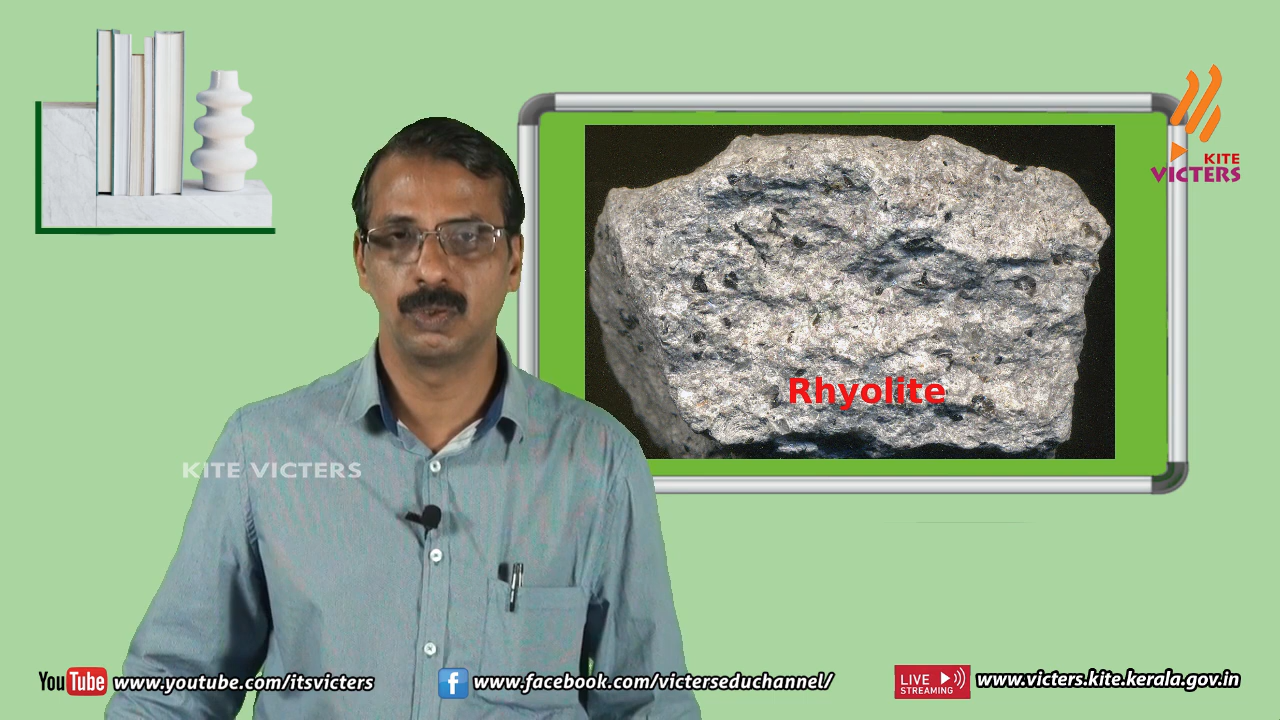 KITE
VICTERS
Rhyolite
KITE VICTERS
YouTube www.youtube.com/itsvicters
f www.facebook.com/victerseduchannel/
LIVE
STREAMING
www.victers.kite.kerala.gov.in